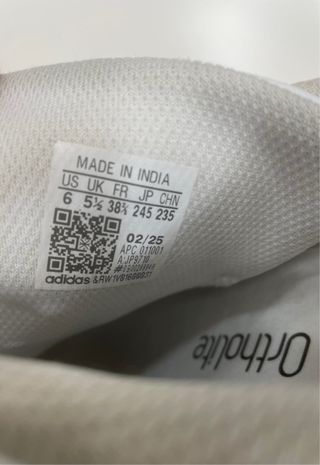 MADE IN INDIA
US UK FR JP CHN
6 5½ 38⅔ 245 235
02/25
APC 011001
A:JP9710
adidas
Ortholite